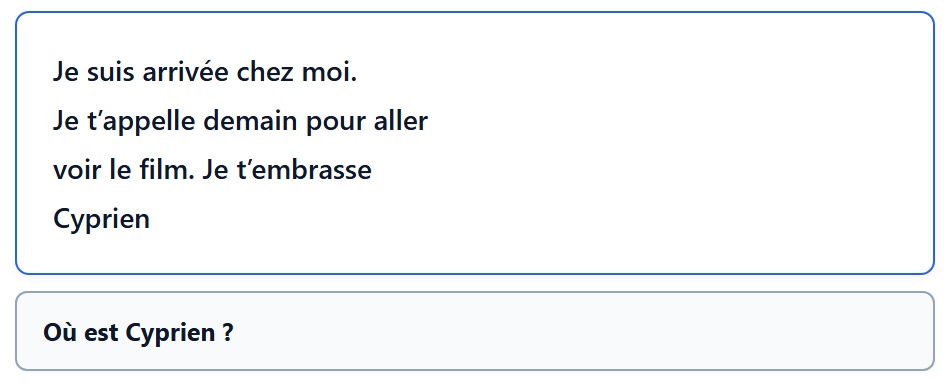 Je suis arrivée chez moi.
Je t’appelle demain pour aller
voir le film. Je t’embrasse
Cyprien
Où est Cyprien ?